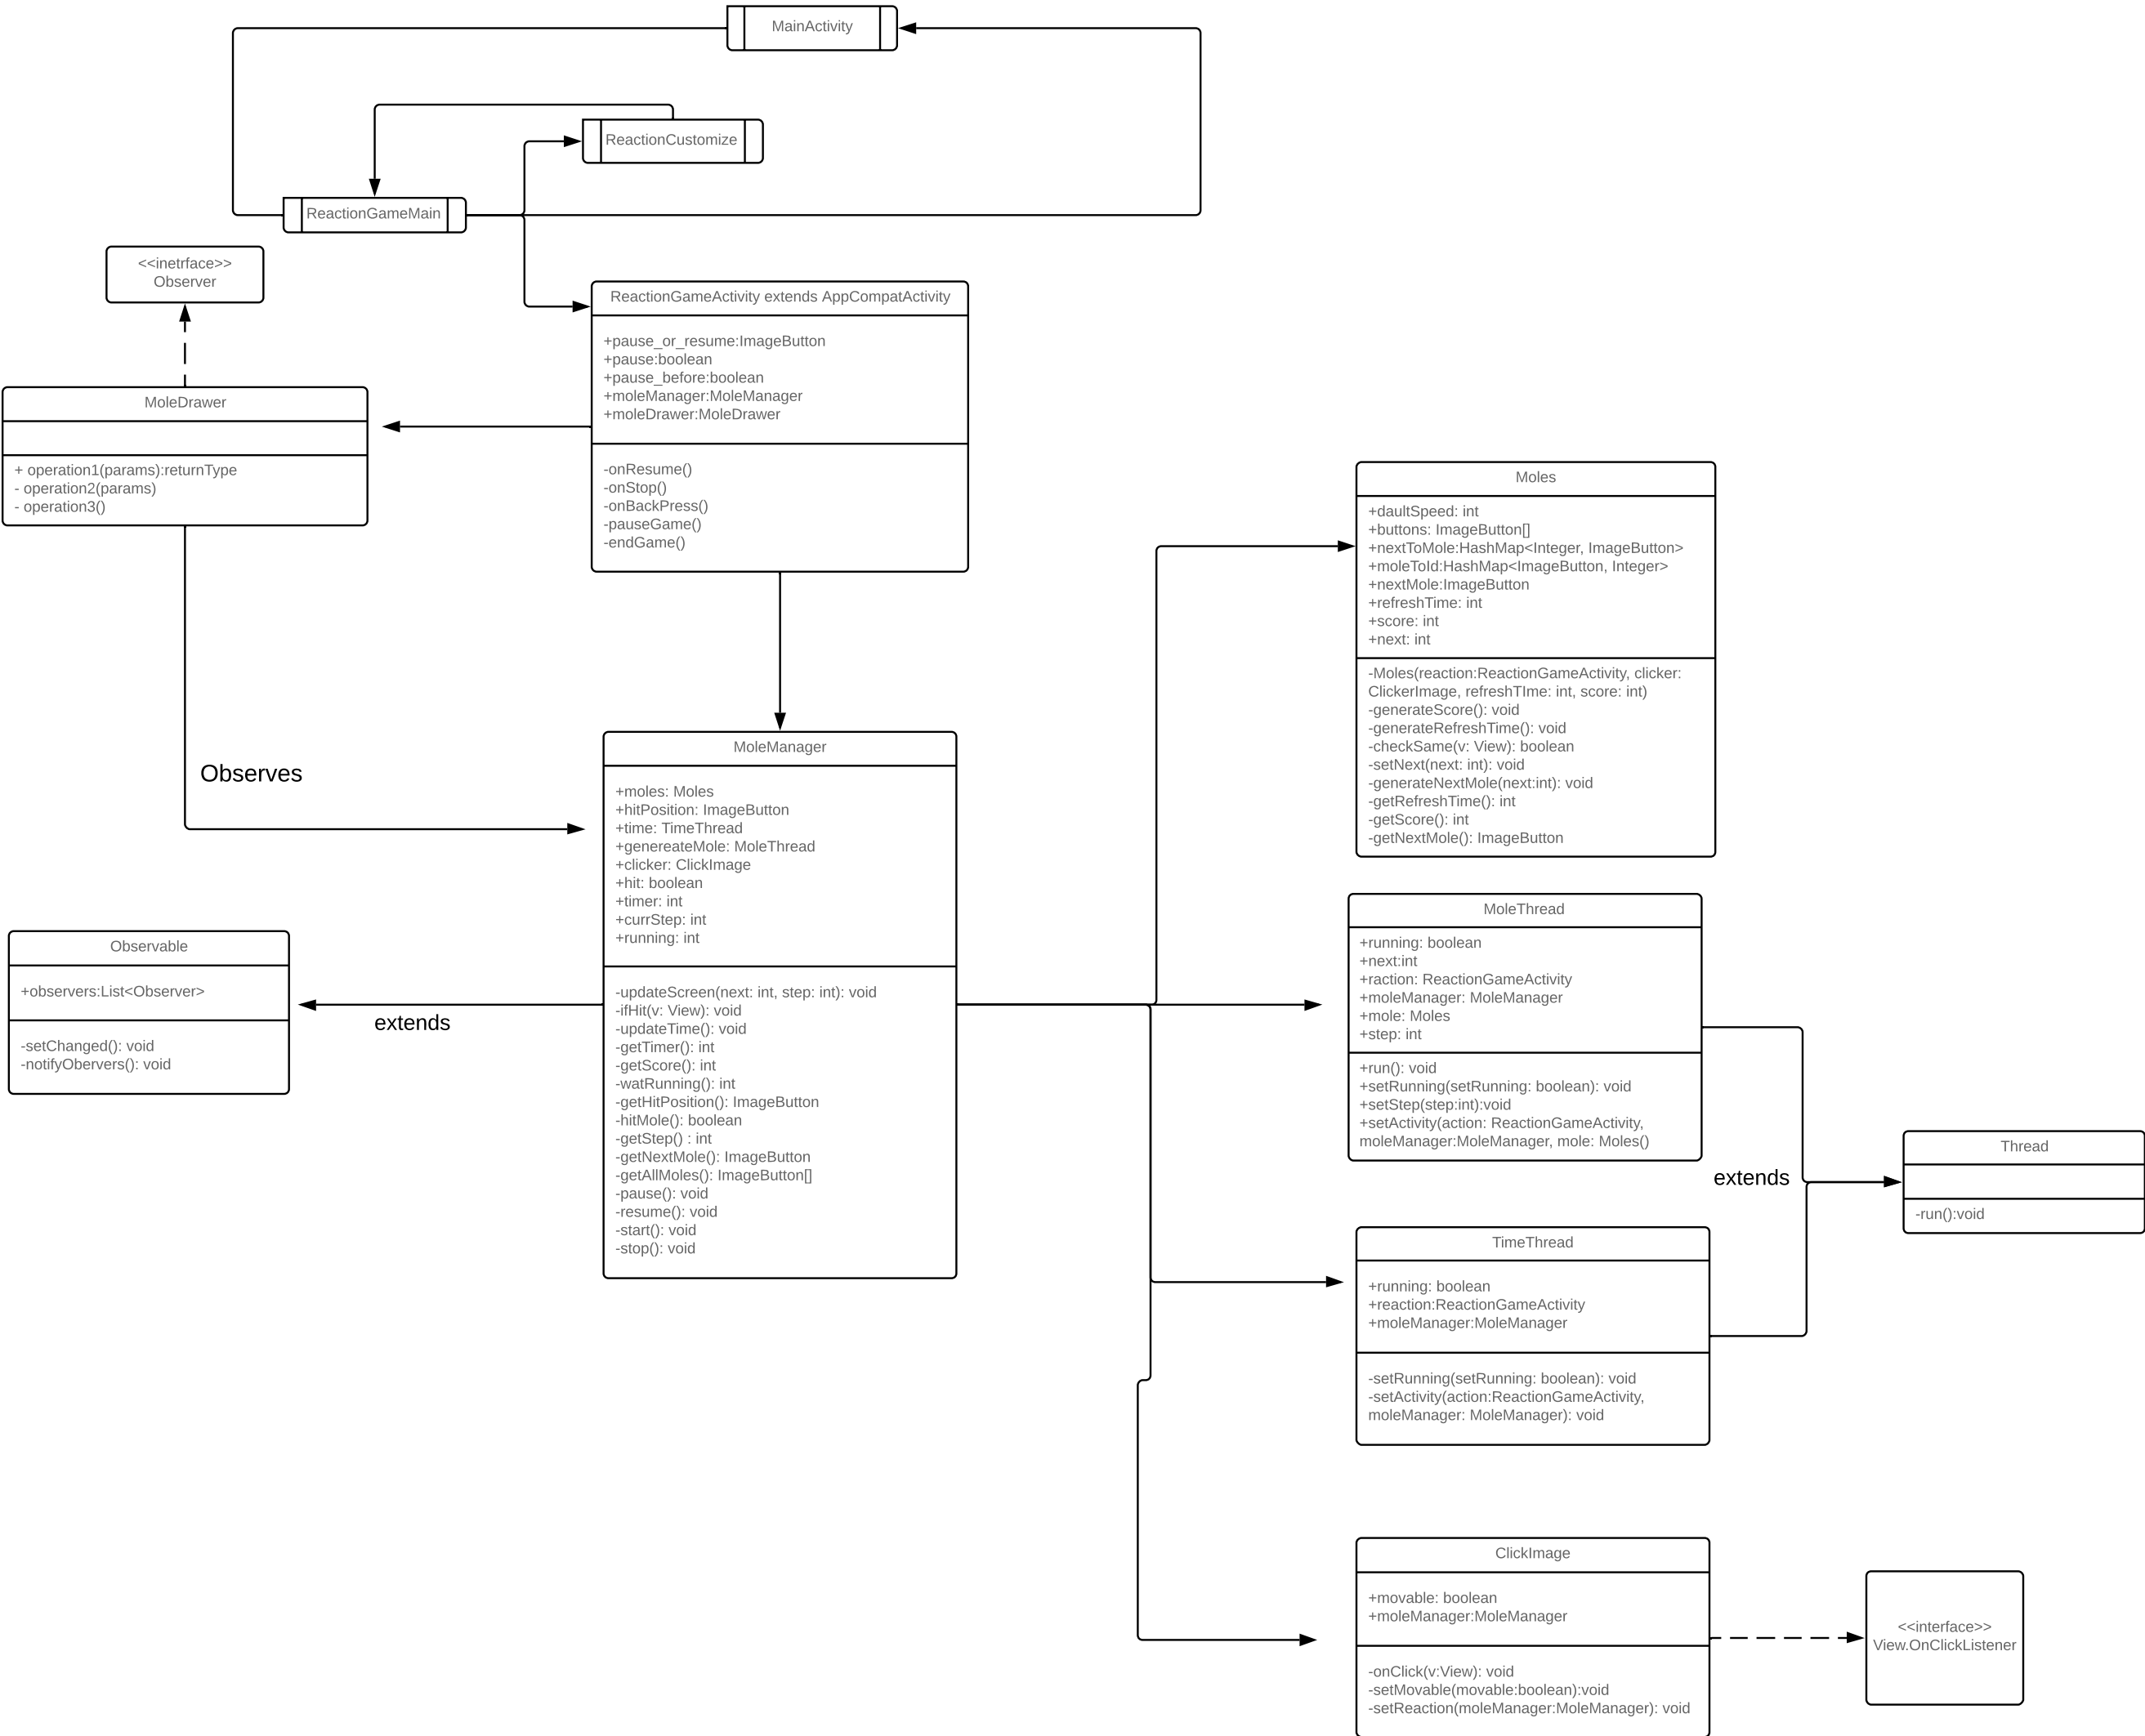 MainActivity
ReactionCustomize
ReactionGameMain
<<inetrface>>
Observer
ReactionGameActivity extends AppCompatActivity
+pause_or_resume:ImageButton
+pause:boolean
+pause_before:boolean
+moleManager:MoleManager
+moleDrawer:MoleDrawer
-onResume()
-onStop()
-onBackPress()
-pauseGame()
-endGame()
MoleDrawer
+ operation1(params):returnType
- operation2(params)
- operation3()
Observes
Moles
+daultSpeed: int
+buttons: ImageButton[]
+nextToMole:HashMap<Integer, ImageButton>
+moleToId:HashMap<ImageButton, Integer>
+nextMole:ImageButton
+refreshTime: int
+score: int
+next: int
-Moles(reaction:ReactionGameActivity, clicker:
ClickerImage, refreshTIme: int, score: int)
-generateScore(): void
-generateRefreshTime(): void
-checkSame(v: View): boolean
-setNext(next: int): void
-generateNextMole(next:int): void
-getRefreshTime(): int
-getScore(): int
-getNextMole(): ImageButton
MoleManager
+moles: Moles
+hitPosition: ImageButton
+time: TimeThread
+genereateMole: MoleThread
+clicker: ClickImage
+hit: boolean
+timer: int
+currStep: int
+running: int
-updateScreen(next: int, step: int): void
-ifHit(v: View): void
-updateTime(): void
-getTimer(): int
-getScore(): int
-watRunning(): int
-getHitPosition(): ImageButton
-hitMole(): boolean
-getStep() : int
-getNextMole(): ImageButton
-getAllMoles(): ImageButton[]
-pause(): void
-resume(): void
-start(): void
-stop(): void
Observable
+observers:List<Observer>
-setChanged(): void
-notifyObervers(): void
extends
MoleThread
+running: boolean
+next:int
+raction: ReactionGameActivity
+moleManager: MoleManager
+mole: Moles
+step: int
+run(): void
+setRunning(setRunning: boolean): void
+setStep(step:int):void
+setActivity(action: ReactionGameActivity,
moleManager:MoleManager, mole: Moles()
extends
Thread
-run():void
TimeThread
+running: boolean
+reaction:ReactionGameActivity
+moleManager:MoleManager
-setRunning(setRunning: boolean): void
-setActivity(action:ReactionGameActivity,
moleManager: MoleManager): void
ClickImage
+movable: boolean
+moleManager:MoleManager
-onClick(v:View): void
-setMovable(movable:boolean):void
-setReaction(moleManager:MoleManager): void
<<interface>>
View.OnClickListener